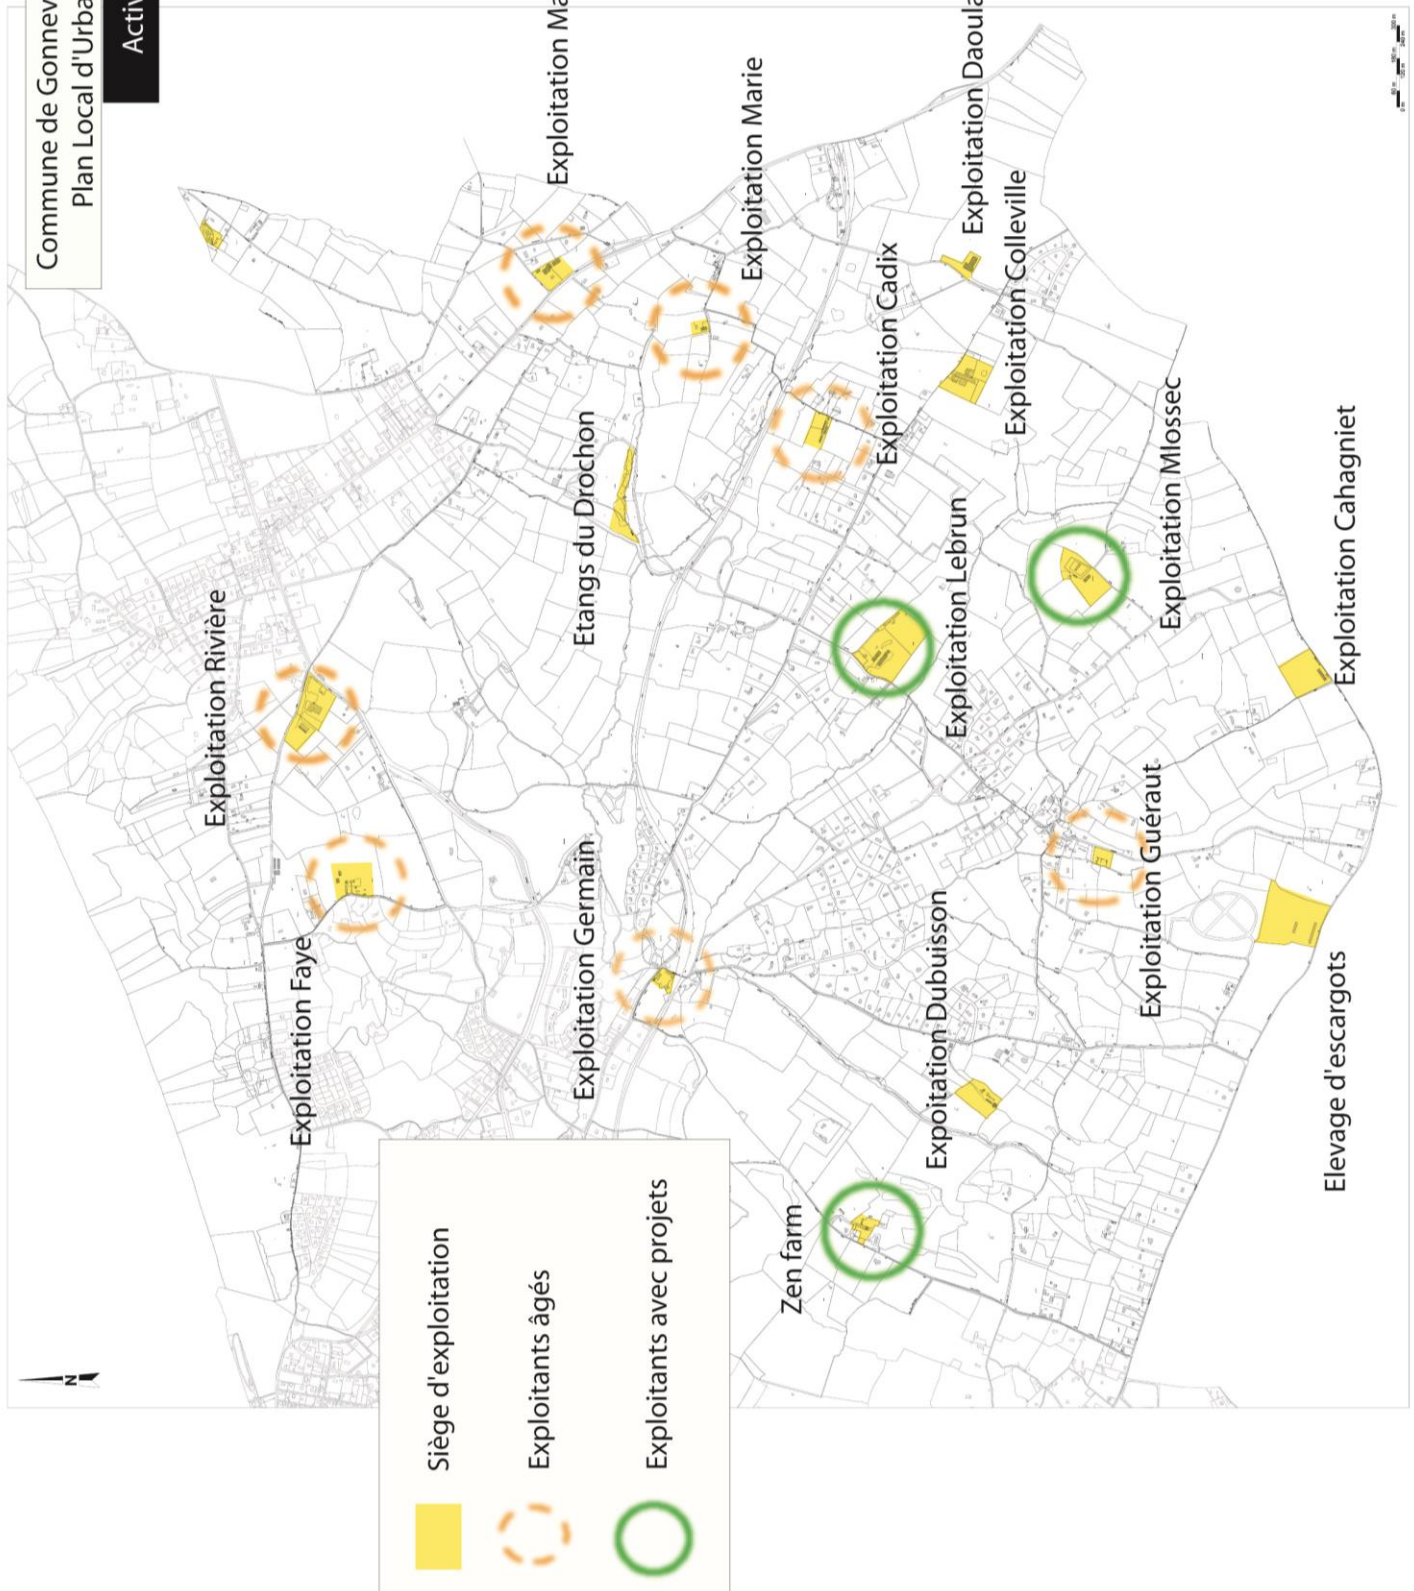 Commune de Gonnev
Plan Local d'Urba
Activ
Exploitation Ma
Exploitation Marie
Exploitation Daoula
Exploitation Colleville
Exploitation Cadix
Etangs du Drochon
Exploitation Rivière
Exploitation Lebrun
Exploitation Mlossec
Exploitation Cahagniet
Exploitation Faye
Exploitation Germain
Exploitation Guéraut
Expoitation Dubuisson
Elevage d'escargots
Zen farm
Siège d'exploitation
Exploitants âgés
Exploitants avec projets
N